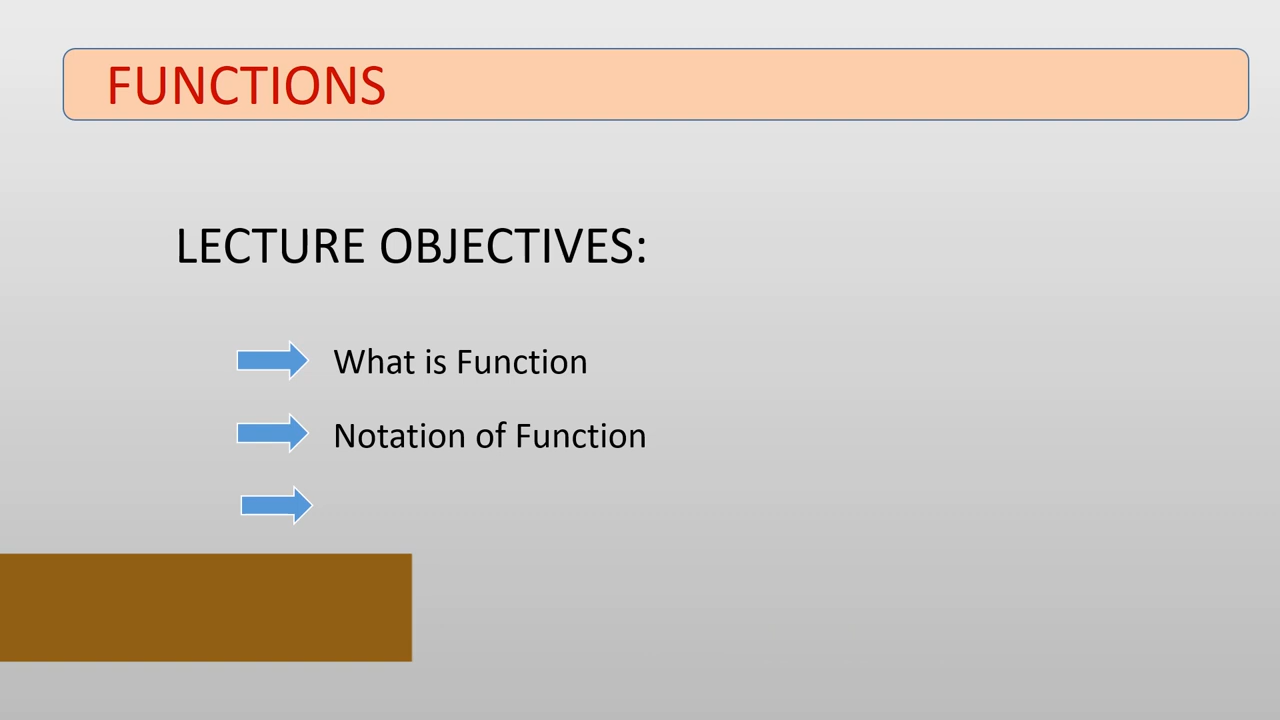 FUNCTIONS
LECTURE OBJECTIVES:
What is Function
Notation of Function